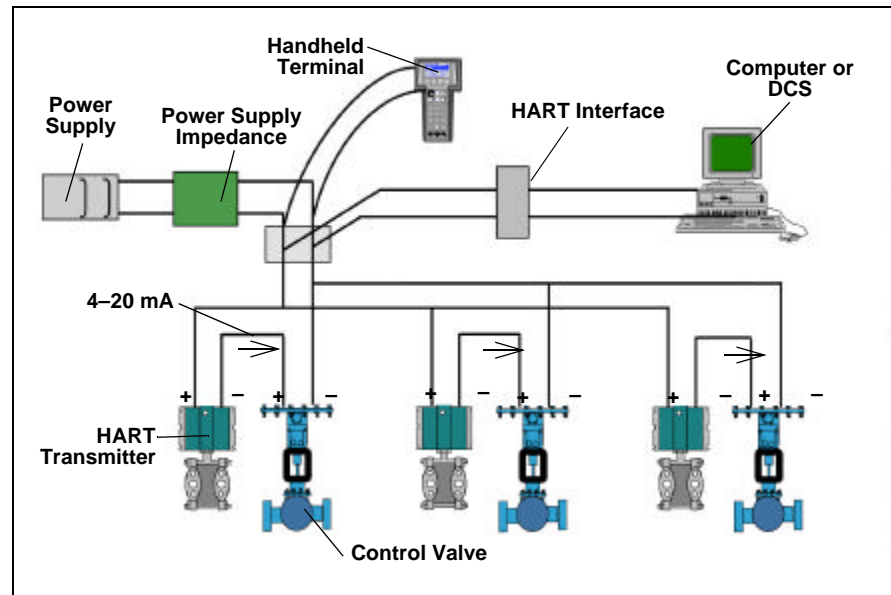 Handheld
Terminal
Computer or
DCS
Power
Supply
Power Supply
Impedance
HART Interface
4–20 mA
+ – + –
+ – + –
+ – + –
HART
Transmitter
Control Valve